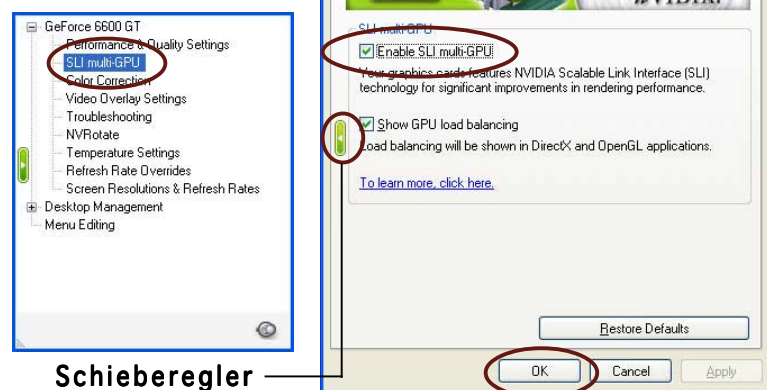 GeForce 6600 GT
Performance & Quality Settings
SLI multi-GPU
Color Correction
Video Overlay Settings
Troubleshooting
NVRotate
Temperature Settings
Refresh Rate Overrides
Screen Resolutions & Refresh Rates
Desktop Management
Menu Editing
Schieberegler
NVIDIA.
SLI multi-GPU
Enable SLI multi-GPU
Your graphics cards features NVIDIA Scalable Link Interface (SLI)
technology for significant improvements in rendering performance.
Show GPU load balancing
Load balancing will be shown in DirectX and OpenGL applications.
To learn more, click here.
Restore Defaults
OK Cancel Apply